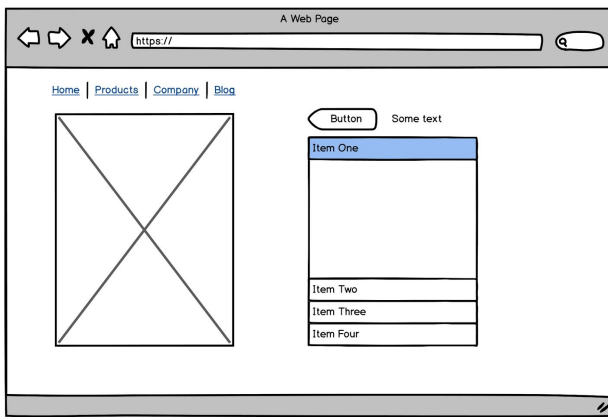 A Web Page
https://
Home Products Company Blog
Button Some text
Item One
Item Two
Item Three
Item Four